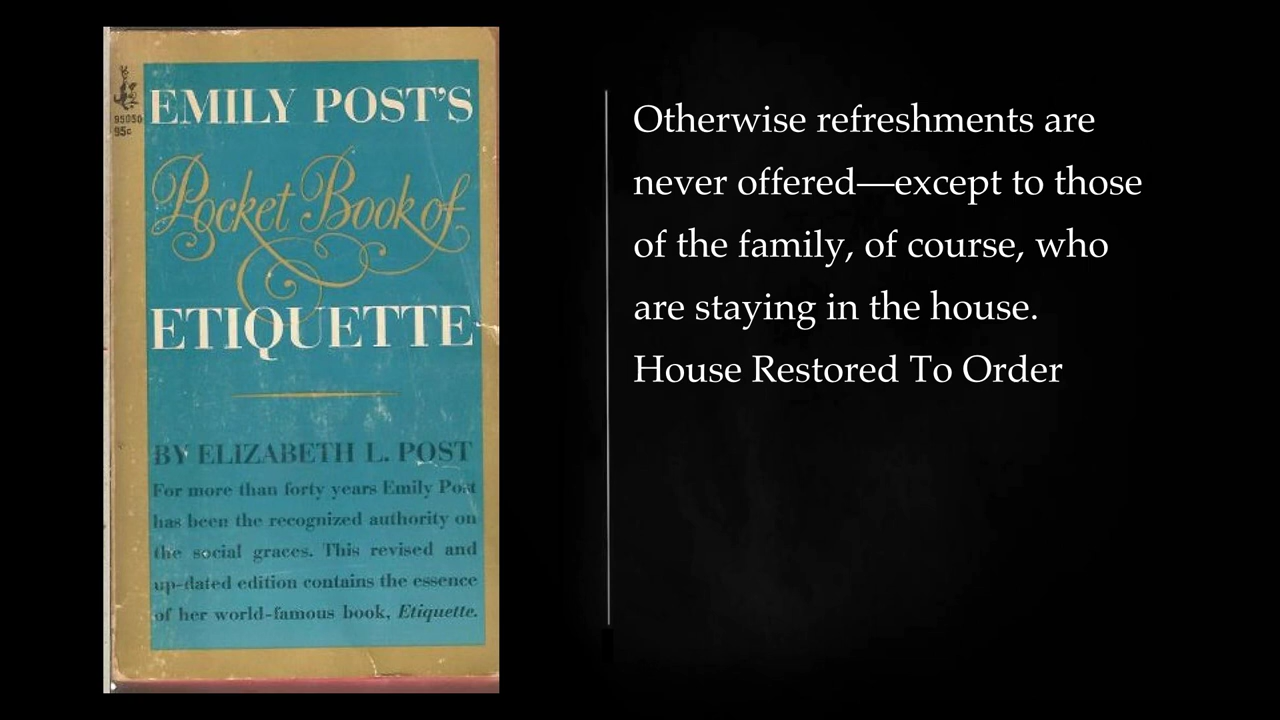 EMILY POST'S
95050
95c
Pocket Book of
ETIQUETTE
BY ELIZABETH L. POST
For more than forty years Emily Post
has been the recognized authority on
the social graces. This revised and
up-dated edition contains the essence
of her world-famous book, Etiquette.
Otherwise refreshments are
never offered—except to those
of the family, of course, who
are staying in the house.
House Restored To Order